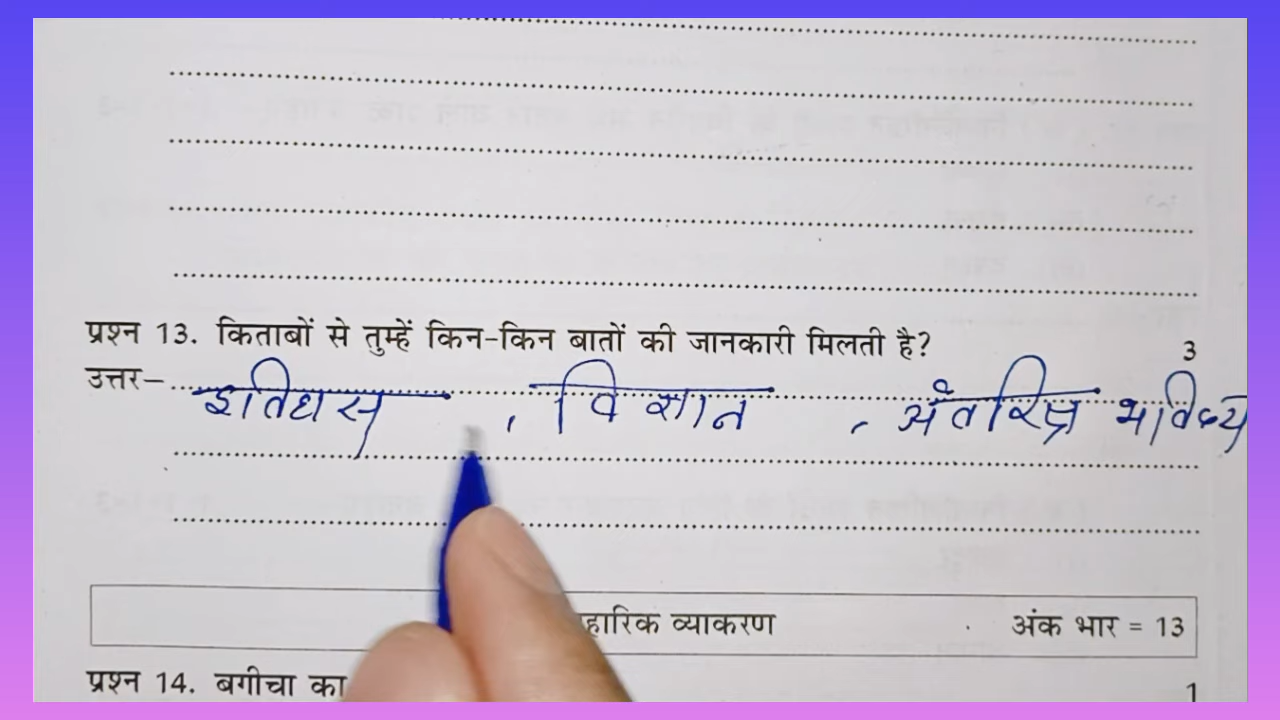 प्रश्न 13. किताबों से तुम्हें किन-किन बातों की जानकारी मिलती है?
3
उत्तर- इतिहास , विज्ञान , अंतरिक्ष भविष्य
हारिक व्याकरण अंक भार = 13
प्रश्न 14. बगीचा का 1